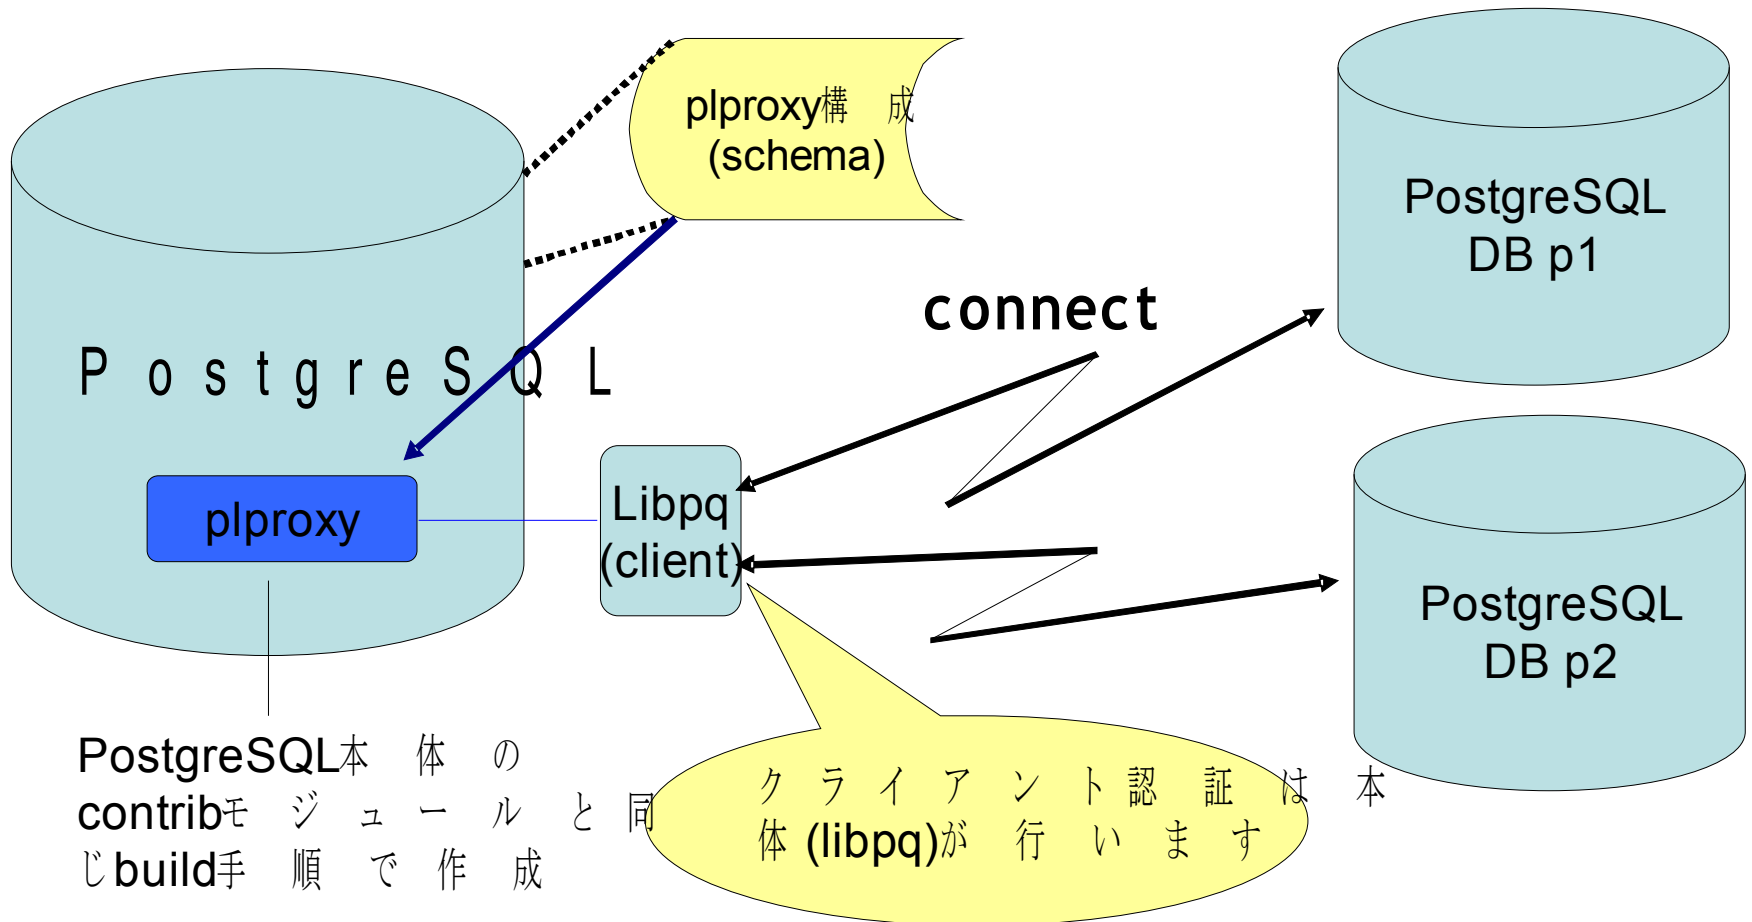 plproxy構成
(schema)
PostgreSQL
DB p1
connect
PostgreSQL
plproxy
Libpq
(client)
PostgreSQL
DB p2
PostgreSQL本体の
contribモジュールと同
じbuild手順で作成
クライアント認証は本
体(libpq)が行います